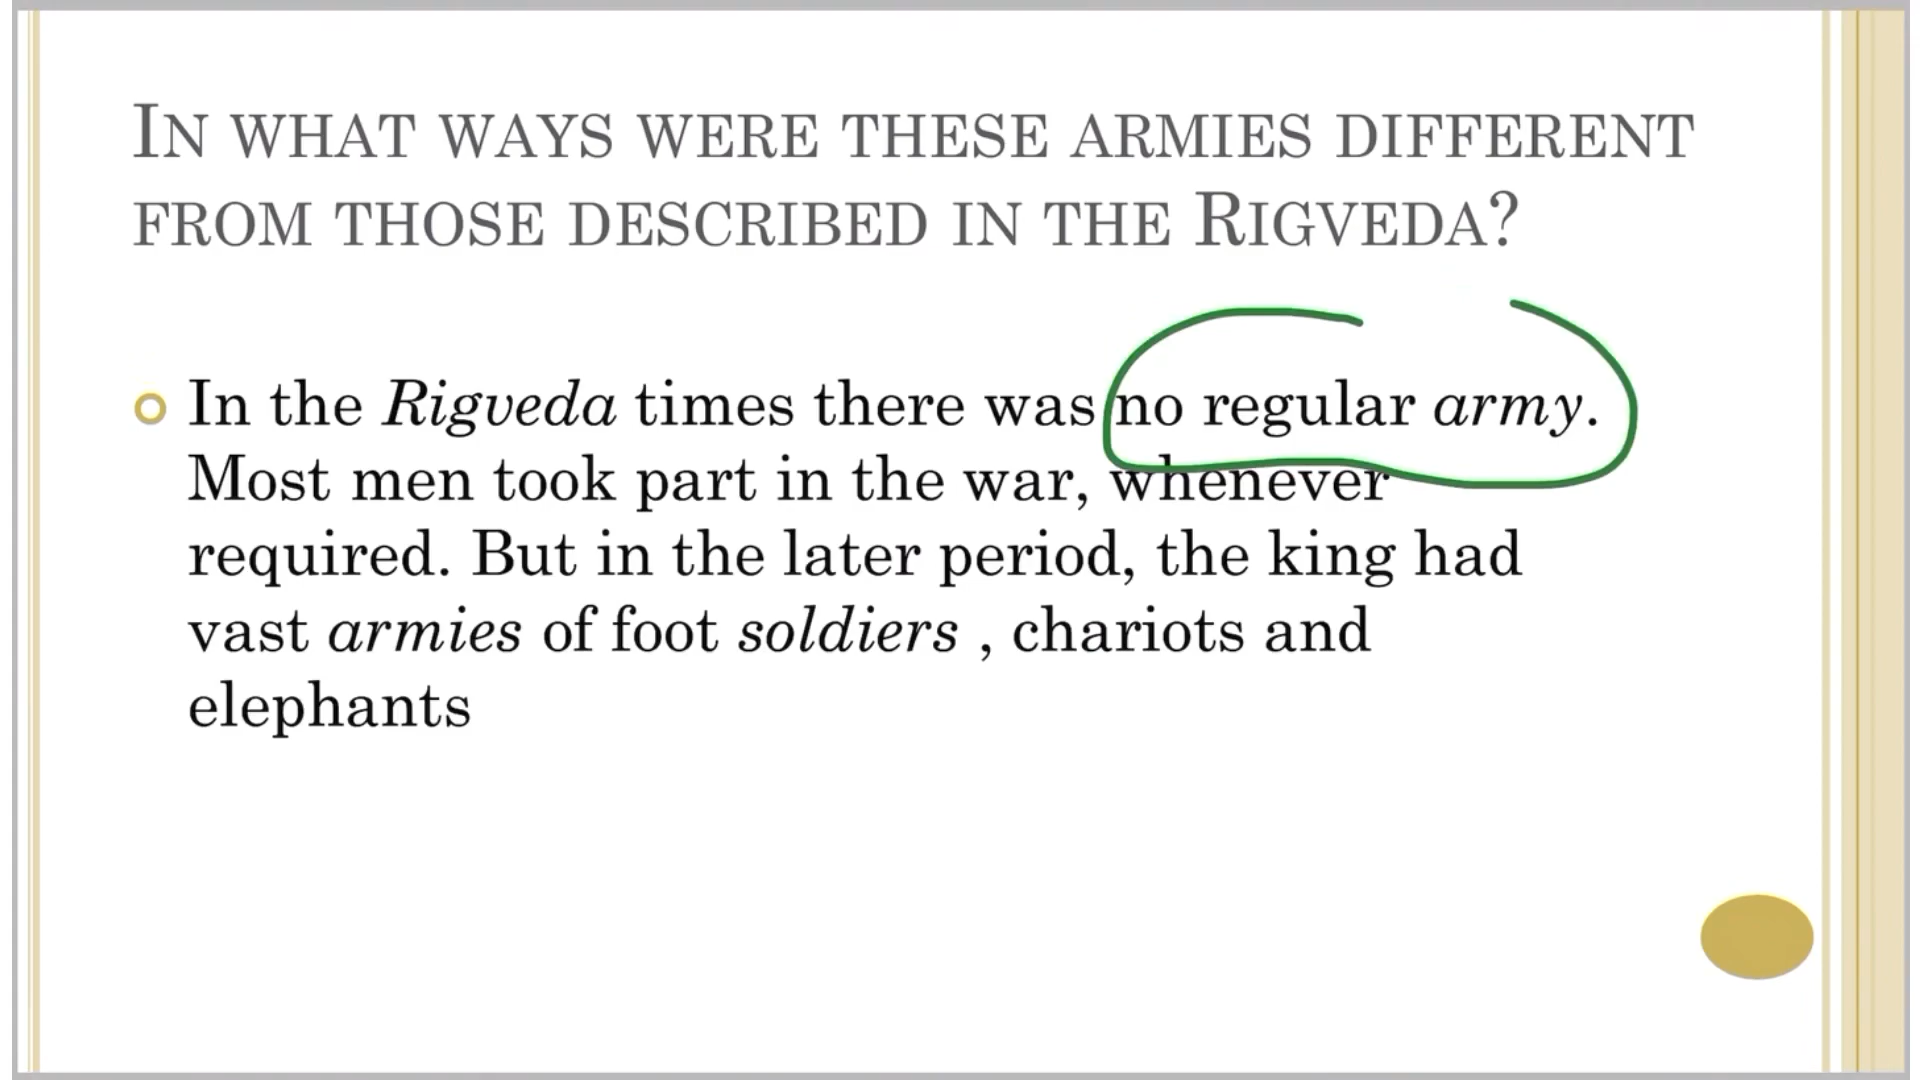 IN WHAT WAYS WERE THESE ARMIES DIFFERENT
FROM THOSE DESCRIBED IN THE RIGVEDA?
In the Rigveda times there was no regular army.
Most men took part in the war, whenever
required. But in the later period, the king had
vast armies of foot soldiers , chariots and
elephants